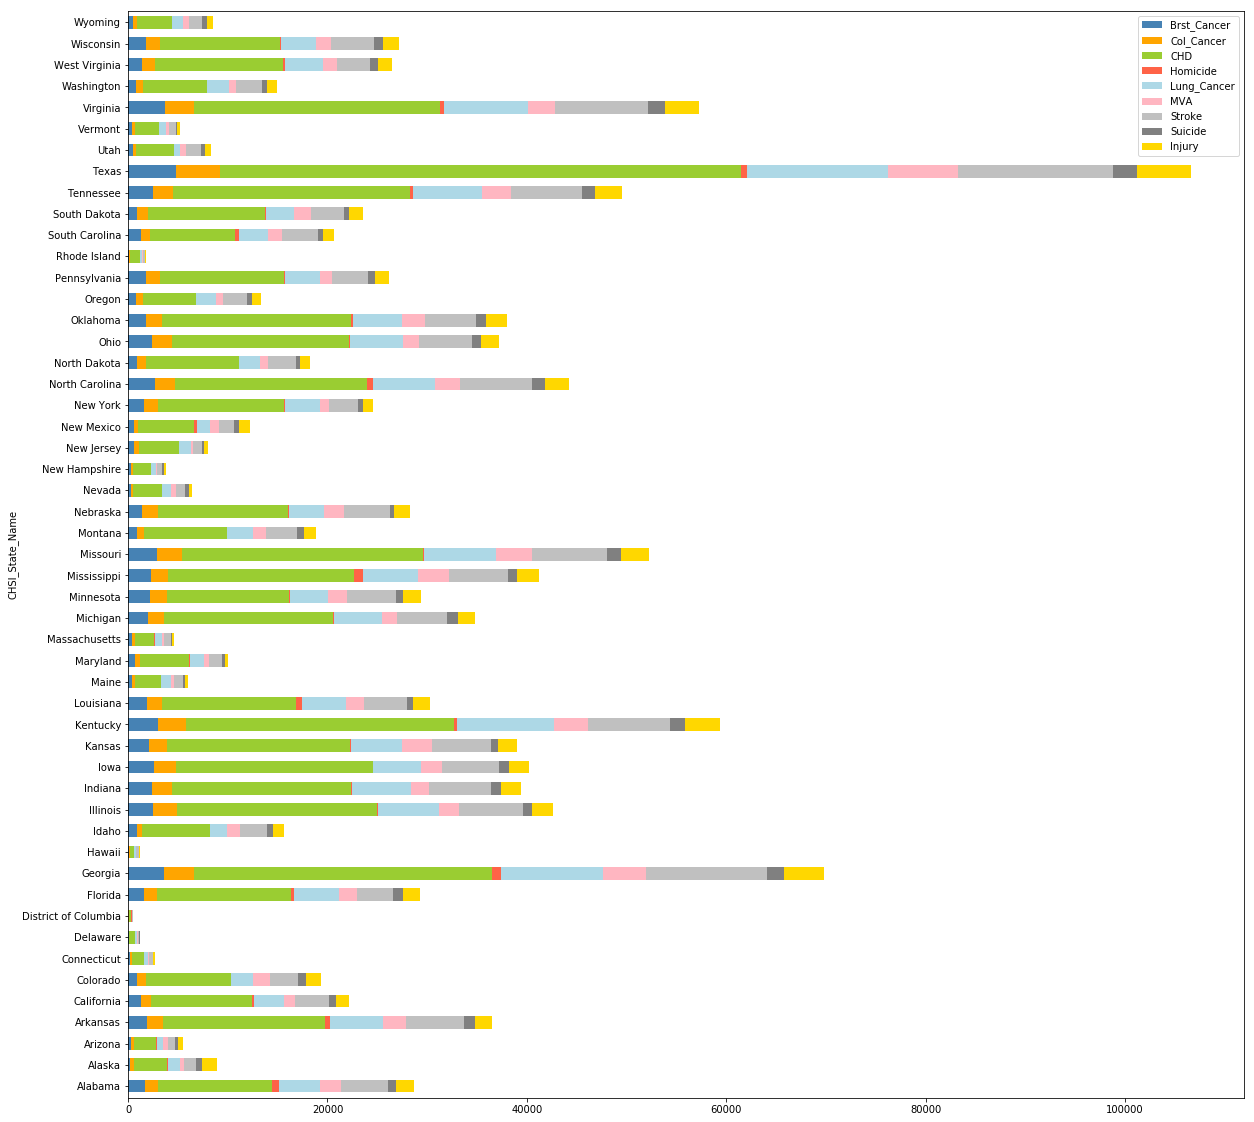 Wyoming
Wisconsin
West Virginia
Washington
Virginia
Vermont
Utah
Texas
Tennessee
South Dakota
South Carolina
Rhode Island
Pennsylvania
Oregon
Oklahoma
Ohio
North Dakota
North Carolina
New York
New Mexico
New Jersey
New Hampshire
Nevada
Nebraska
Montana
Missouri
Mississippi
Minnesota
Michigan
Massachusetts
Maryland
Maine
Louisiana
Kentucky
Kansas
Iowa
Indiana
Illinois
Idaho
Hawaii
Georgia
Florida
District of Columbia
Delaware
Connecticut
Colorado
California
Arkansas
Arizona
Alaska
Alabama
CHSI_State_Name
0
20000
40000
60000
80000
100000
Brst_Cancer
Col_Cancer
CHD
Homicide
Lung_Cancer
MVA
Stroke
Suicide
Injury